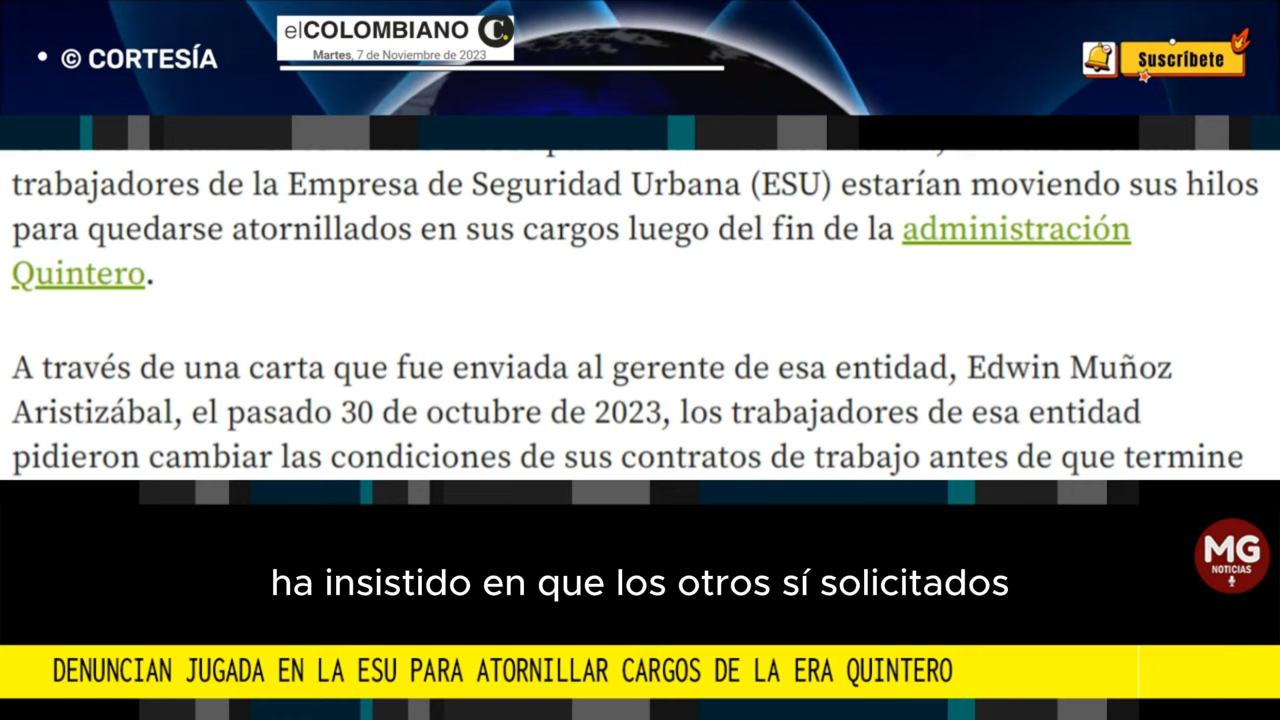 • © CORTESÍA
elCOLOMBIANO
Martes, 7 de Noviembre de 2023
Suscríbete
trabajadores de la Empresa de Seguridad Urbana (ESU) estarían moviendo sus hilos
para quedarse atornillados en sus cargos luego del fin de la administración
Quintero.
A través de una carta que fue enviada al gerente de esa entidad, Edwin Muñoz
Aristizábal, el pasado 30 de octubre de 2023, los trabajadores de esa entidad
pidieron cambiar las condiciones de sus contratos de trabajo antes de que termine
MG
NOTICIAS
ha insistido en que los otros sí solicitados
DENUNCIAN JUGADA EN LA ESU PARA ATORNILLAR CARGOS DE LA ERA QUINTERO